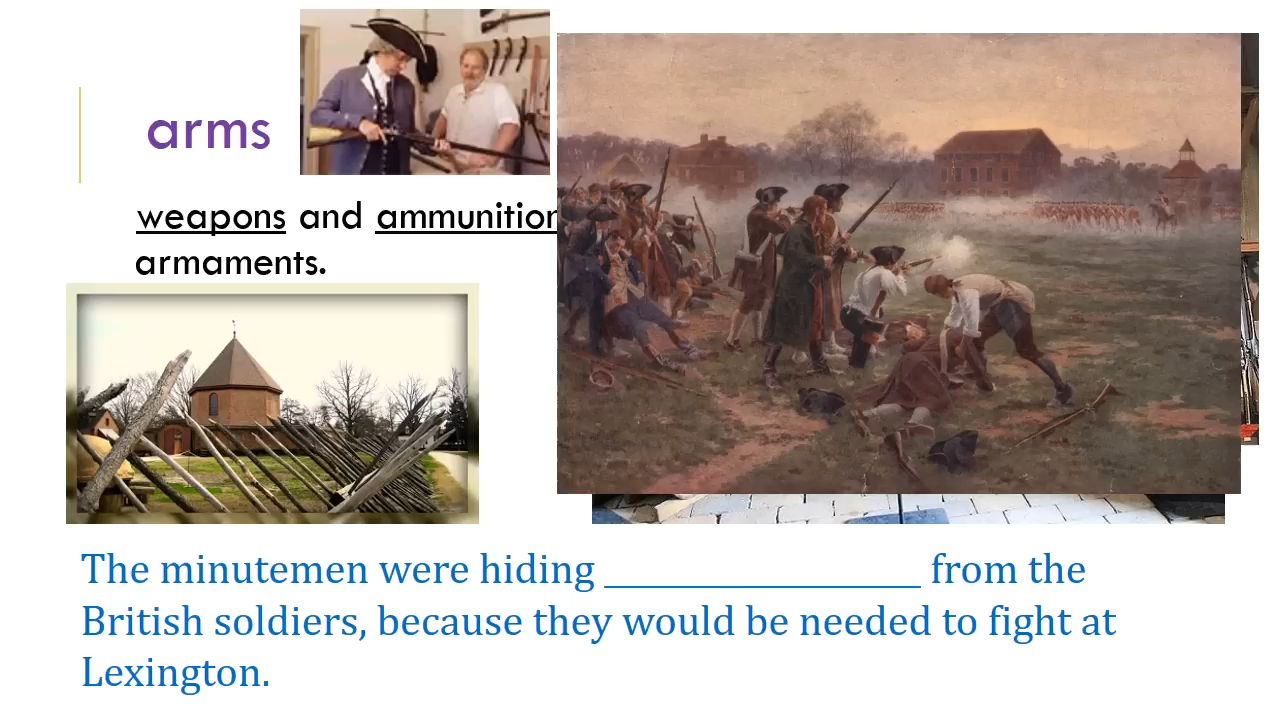 arms
weapons and ammunition
armaments.
The minutemen were hiding ____________________ from the
British soldiers, because they would be needed to fight at
Lexington.